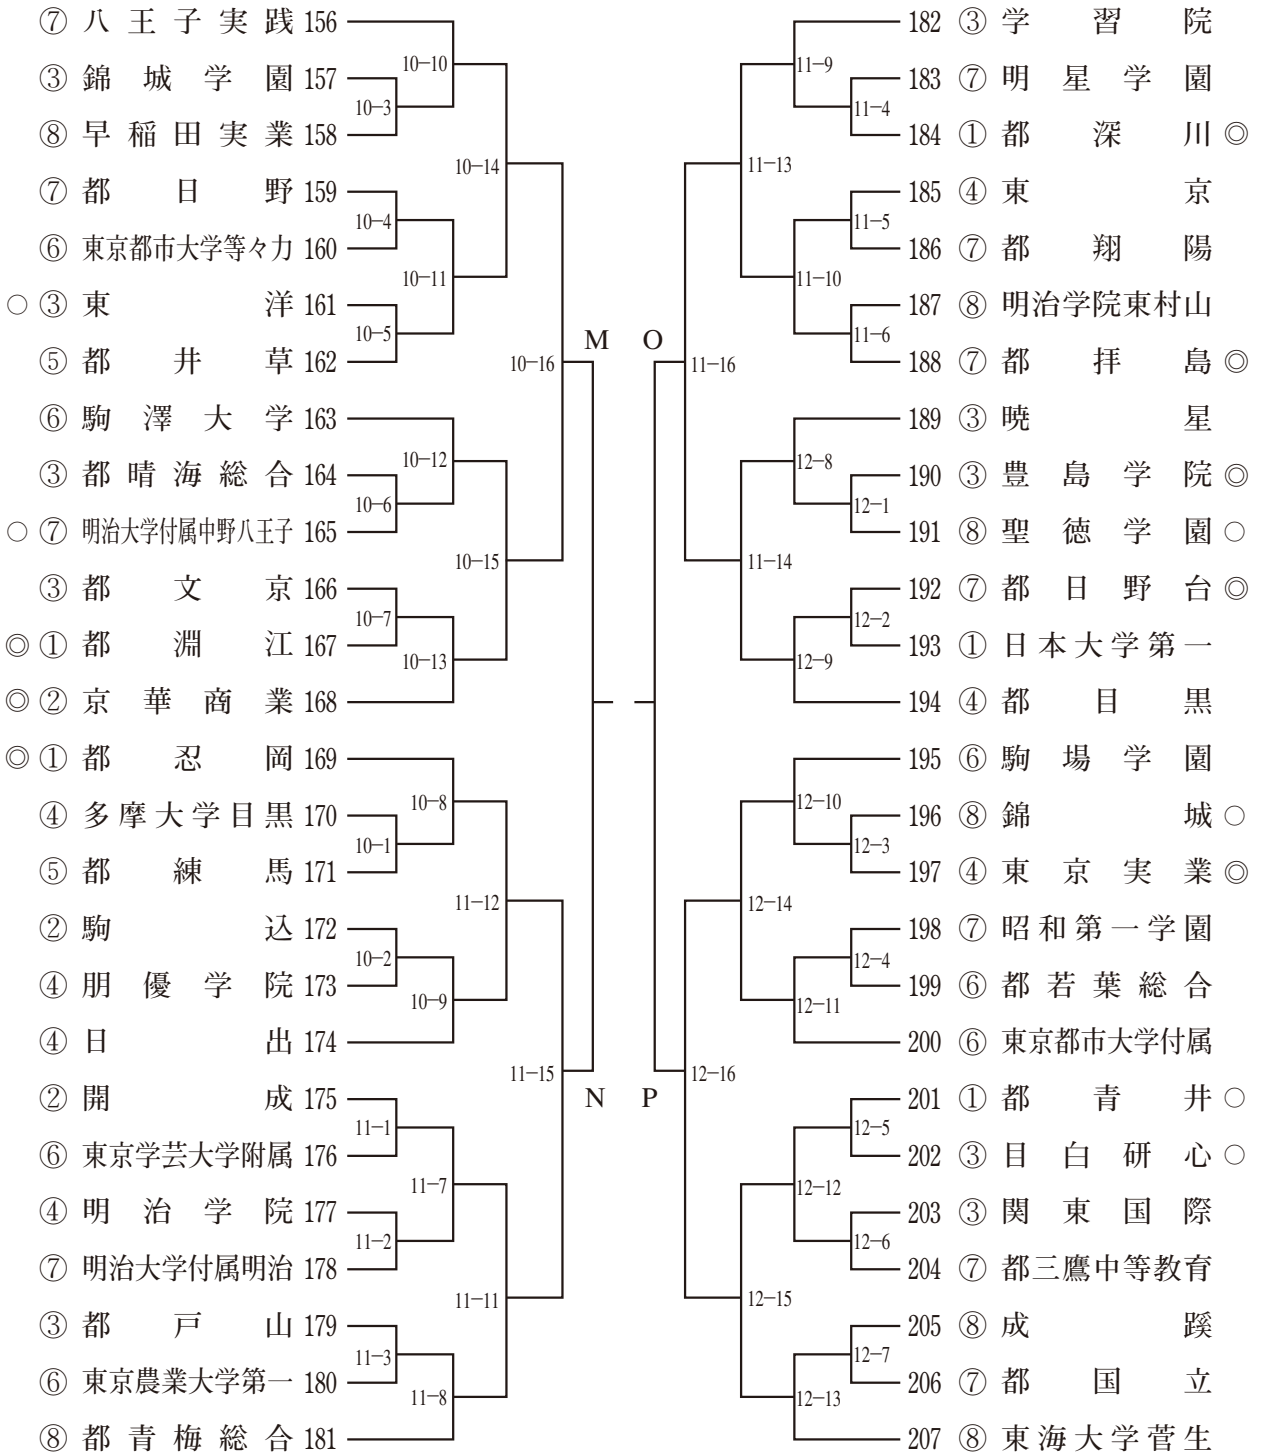 ⑦ 八王子実践 156
10-10
③ 錦城学園 157
10-3
⑧ 早稲田実業 158
10-14
⑦ 都日野 159
10-4
⑥ 東京都市大学等々力 160
10-11
○ ③ 東洋 161
10-5
⑤ 都井草 162
M
10-16
⑥ 駒澤大学 163
10-12
③ 都晴海総合 164
10-6
○ ⑦ 明治大学付属中野八王子 165
10-15
③ 都文京 166
10-7
◎ ① 都淵江 167
10-13
◎ ② 京華商業 168
◎ ① 都忍岡 169
10-8
④ 多摩大学目黒 170
10-1
⑤ 都練馬 171
11-12
② 駒込 172
10-2
④ 朋優学院 173
10-9
④ 日出 174
11-15
N
② 開成 175
11-1
⑥ 東京学芸大学附属 176
11-7
④ 明治学院 177
11-2
⑦ 明治大学付属明治 178
11-11
③ 都戸山 179
11-3
⑥ 東京農業大学第一 180
11-8
⑧ 都青梅総合 181
182 ③ 学習院
11-9
183 ⑦ 明星学園
11-4
184 ① 都深川 ◎
11-13
185 ④ 東京
11-5
186 ⑦ 都翔陽
11-10
187 ⑧ 明治学院東村山
11-6
188 ⑦ 都拝島 ◎
O
11-16
189 ③ 暁星
12-8
190 ③ 豊島学院 ◎
12-1
191 ⑧ 聖徳学園 ○
11-14
192 ⑦ 都日野台 ◎
12-2
193 ① 日本大学第一
12-9
194 ④ 都目黒
195 ⑥ 駒場学園
12-10
196 ⑧ 錦城 ○
12-3
197 ④ 東京実業 ◎
12-14
198 ⑦ 昭和第一学園
12-4
199 ⑥ 都若葉総合
12-11
200 ⑥ 東京都市大学付属
12-16
P
201 ① 都青井 ○
12-5
202 ③ 目白研心 ○
12-12
203 ③ 関東国際
12-6
204 ⑦ 都三鷹中等教育
12-15
205 ⑧ 成蹊
12-7
206 ⑦ 都国立
12-13
207 ⑧ 東海大学菅生